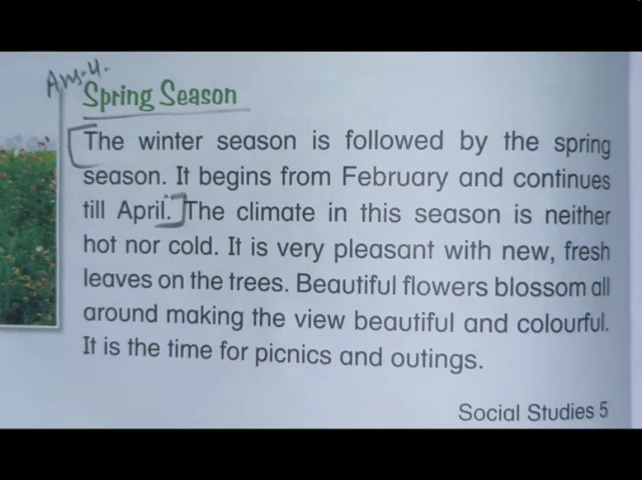 Ans-4.
Spring Season
The winter season is followed by the spring
season. It begins from February and continues
till April. The climate in this season is neither
hot nor cold. It is very pleasant with new, fresh
leaves on the trees. Beautiful flowers blossom all
around making the view beautiful and colourful.
It is the time for picnics and outings.
Social Studies 5